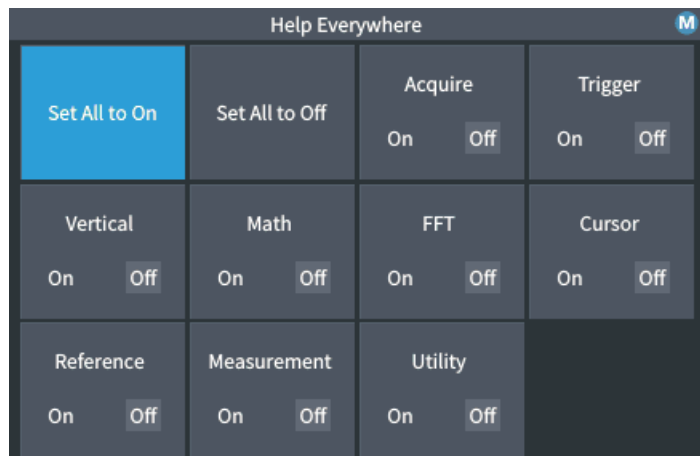 Help Everywhere M
Set All to On
Set All to Off
Acquire
On Off
Trigger
On Off
Vertical
On Off
Math
On Off
FFT
On Off
Cursor
On Off
Reference
On Off
Measurement
On Off
Utility
On Off